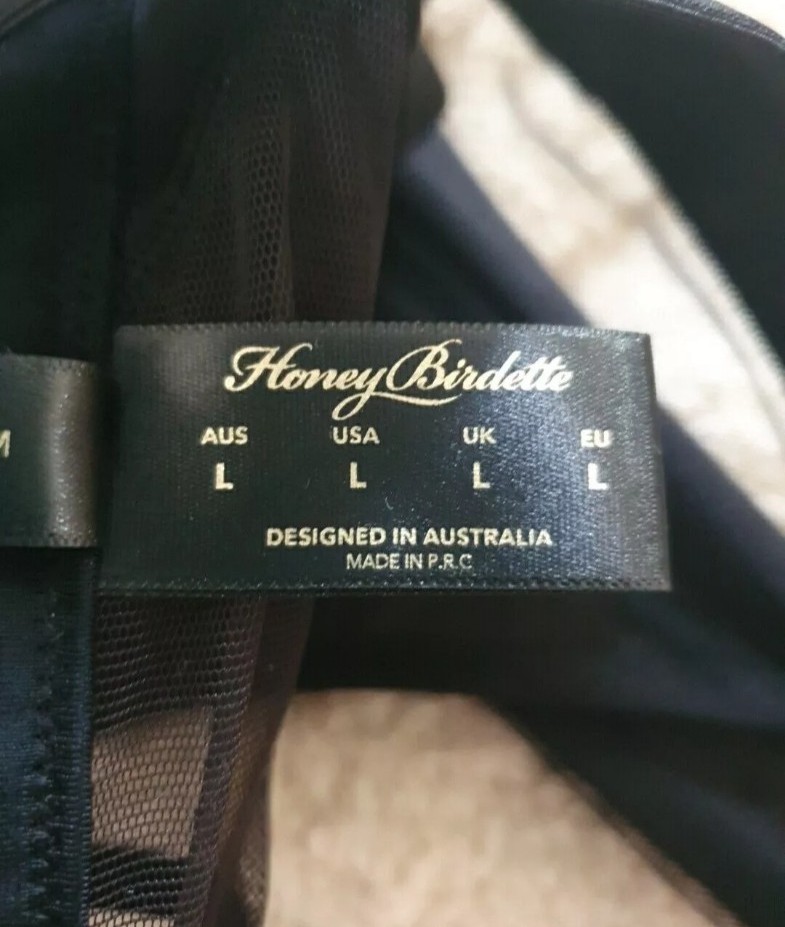 Honey Birdette
AUS USA UK EU
L L L L
DESIGNED IN AUSTRALIA
MADE IN P.R.C
M